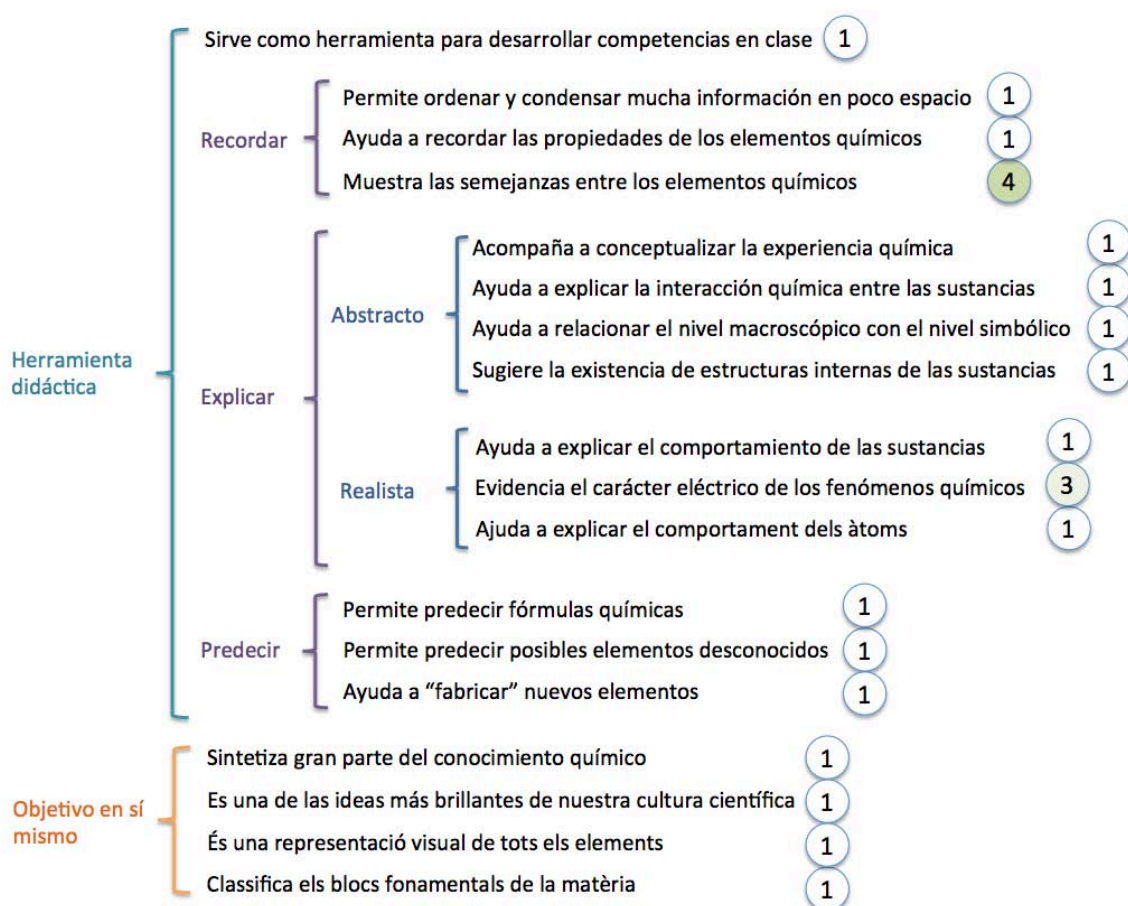 Sirve como herramienta para desarrollar competencias en clase 1
Permite ordenar y condensar mucha información en poco espacio 1
Recordar
Ayuda a recordar las propiedades de los elementos químicos 1
Muestra las semejanzas entre los elementos químicos 4
Acompaña a conceptualizar la experiencia química 1
Ayuda a explicar la interacción química entre las sustancias 1
Abstracto
Ayuda a relacionar el nivel macroscópico con el nivel simbólico 1
Sugiere la existencia de estructuras internas de las sustancias 1
Herramienta
didáctica
Explicar
Ayuda a explicar el comportamiento de las sustancias 1
Realista
Evidencia el carácter eléctrico de los fenómenos químicos 3
Ajuda a explicar el comportament dels àtoms 1
Permite predecir fórmulas químicas 1
Predecir
Permite predecir posibles elementos desconocidos 1
Ayuda a “fabricar” nuevos elementos 1
Sintetiza gran parte del conocimiento químico 1
Objetivo en sí
mismo
Es una de las ideas más brillantes de nuestra cultura científica 1
És una representació visual de tots els elements 1
Classifica els blocs fonamentals de la matèria 1